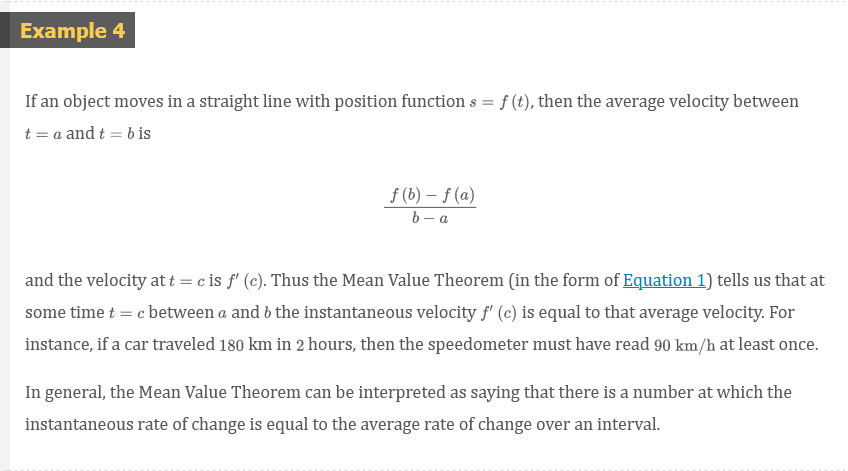 Example 4
If an object moves in a straight line with position function s = f (t), then the average velocity between
t = a and t = b is
f (b) − f (a)
b − a
and the velocity at t = c is f′ (c). Thus the Mean Value Theorem (in the form of Equation 1) tells us that at
some time t = c between a and b the instantaneous velocity f′ (c) is equal to that average velocity. For
instance, if a car traveled 180 km in 2 hours, then the speedometer must have read 90 km/h at least once.
In general, the Mean Value Theorem can be interpreted as saying that there is a number at which the
instantaneous rate of change is equal to the average rate of change over an interval.